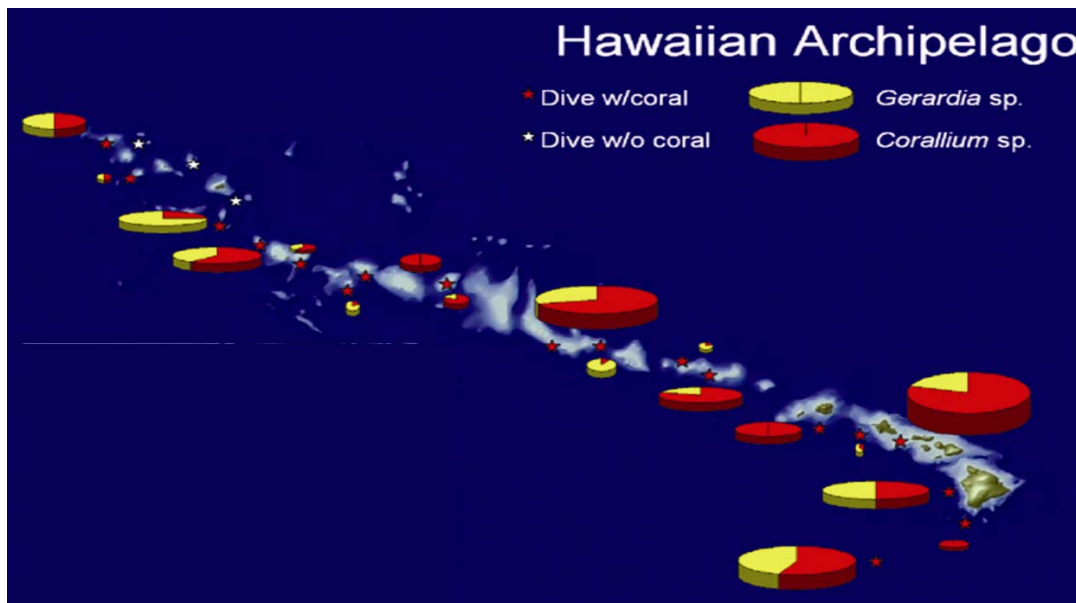 Hawaiian Archipelago
Dive w/coral
Gerardia sp.
Dive w/o coral
Corallium sp.